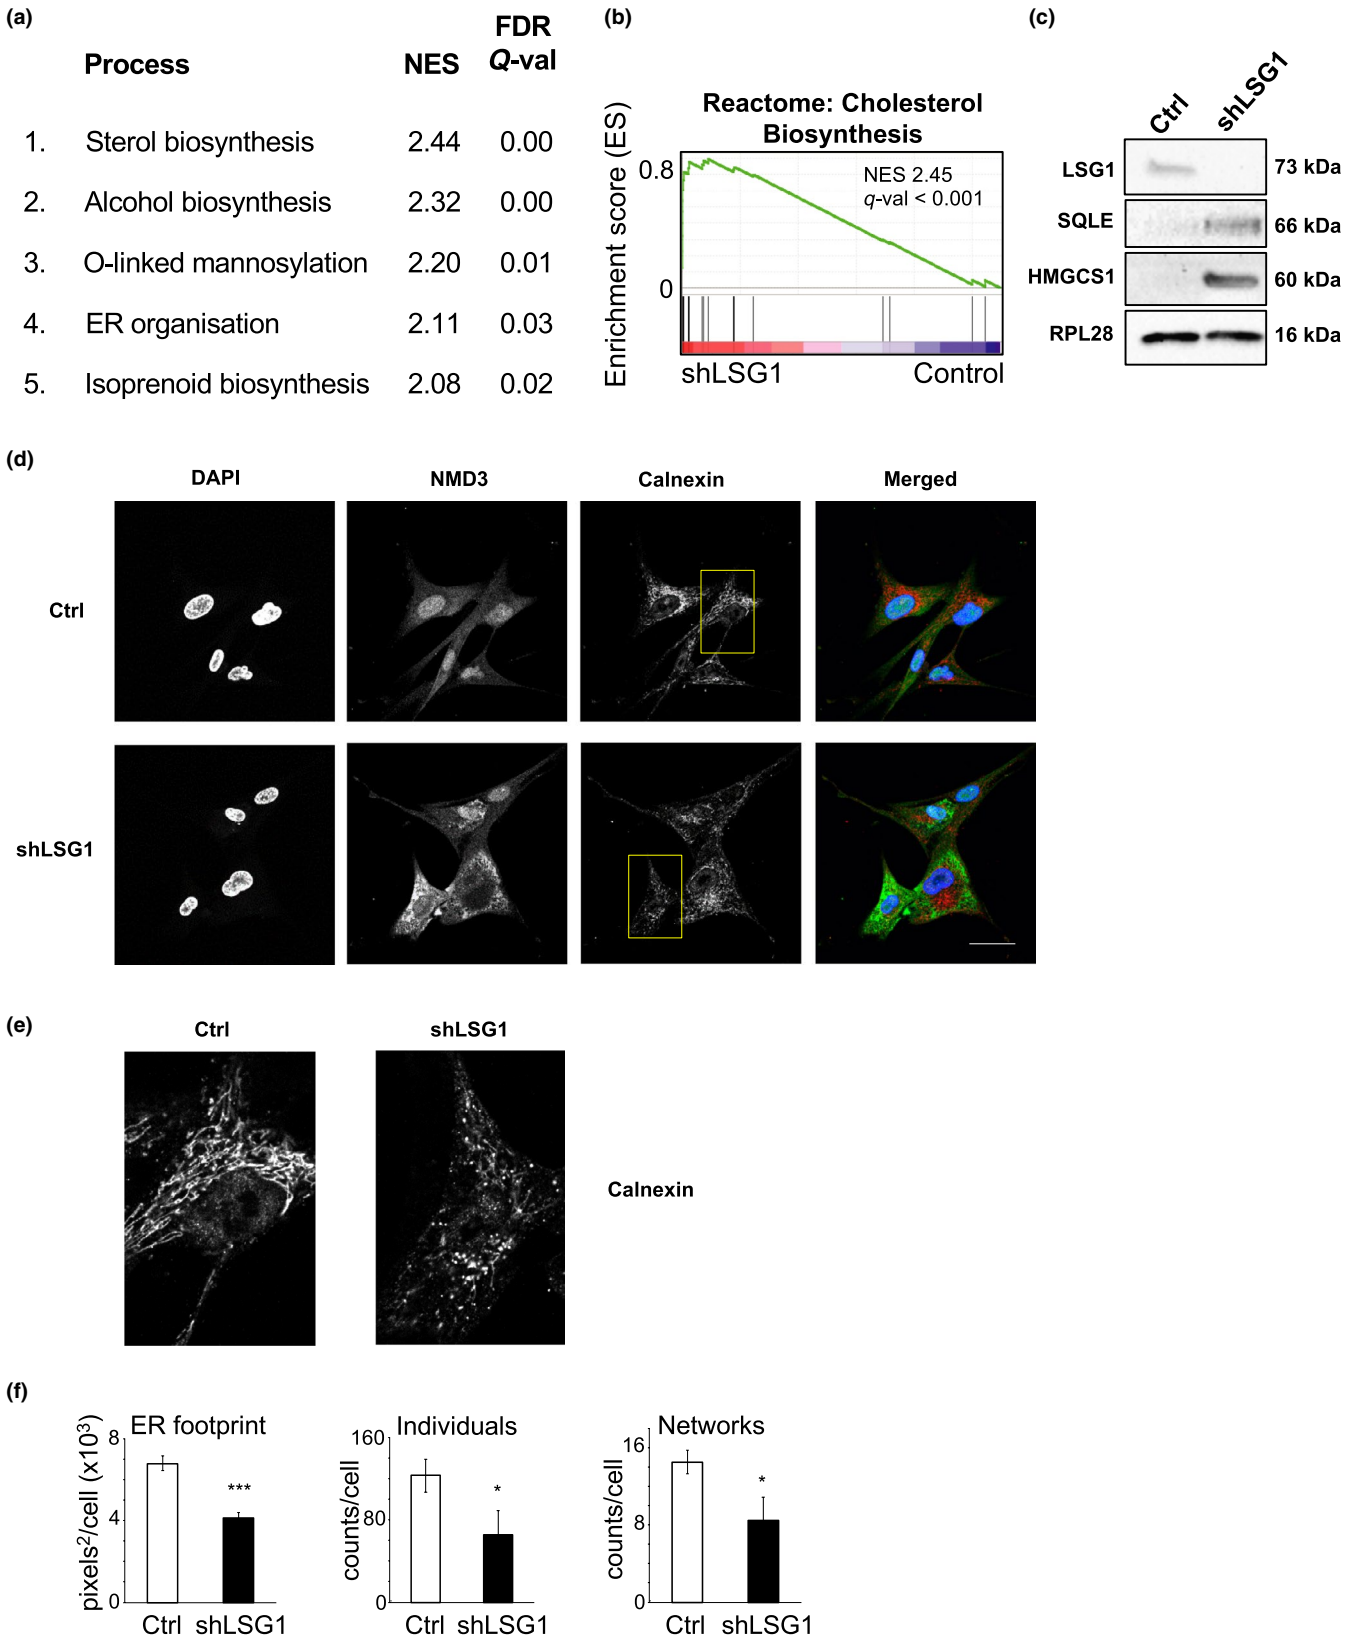 (a)
Process NES FDR Q-val
1. Sterol biosynthesis 2.44 0.00
2. Alcohol biosynthesis 2.32 0.00
3. O-linked mannosylation 2.20 0.01
4. ER organisation 2.11 0.03
5. Isoprenoid biosynthesis 2.08 0.02
(b)
Reactome: Cholesterol
Biosynthesis
Enrichment score (ES)
0.8
0
NES 2.45
q-val < 0.001
shLSG1 Control
(c)
Ctrl shLSG1
LSG1 73 kDa
SQLE 66 kDa
HMGCS1 60 kDa
RPL28 16 kDa
(d)
DAPI NMD3 Calnexin Merged
Ctrl
shLSG1
(e)
Ctrl shLSG1
Calnexin
(f)
ER footprint
pixels²/cell (x10³)
8
4
0
***
Ctrl shLSG1
Individuals
counts/cell
160
80
0
*
Ctrl shLSG1
Networks
counts/cell
16
8
0
*
Ctrl shLSG1